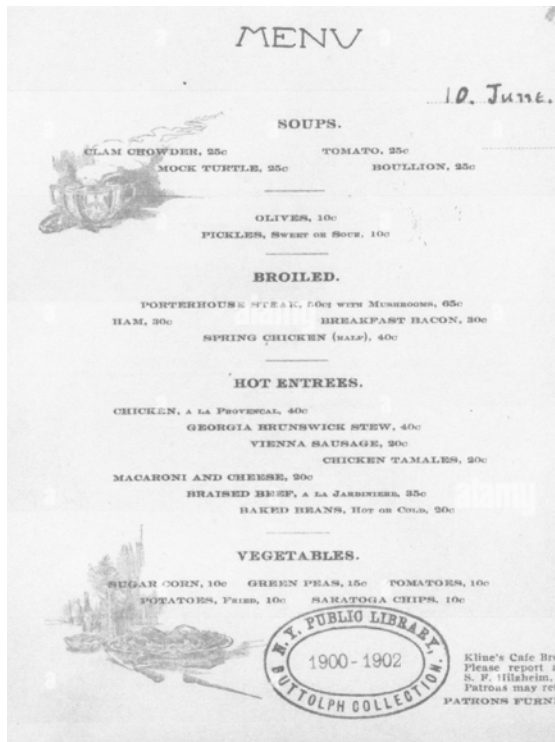 MENU
10. June.
SOUPS.
CLAM CHOWDER, 25c TOMATO, 25c
MOCK TURTLE, 25c BOULLION, 25c
OLIVES, 10c
PICKLES, SWEET OR SOUR, 10c
BROILED.
PORTERHOUSE STEAK, 50c; WITH MUSHROOMS, 65c
HAM, 30c BREAKFAST BACON, 30c
SPRING CHICKEN (HALF), 40c
HOT ENTREES.
CHICKEN, A LA PROVENCAL, 40c
GEORGIA BRUNSWICK STEW, 40c
VIENNA SAUSAGE, 20c
CHICKEN TAMALES, 20c
MACARONI AND CHEESE, 20c
BRAISED BEEF, A LA JARDINIERE, 35c
BAKED BEANS, HOT OR COLD, 20c
VEGETABLES.
SUGAR CORN, 10c GREEN PEAS, 15c TOMATOES, 10c
POTATOES, FRIED, 10c SARATOGA CHIPS, 10c
N.Y. PUBLIC LIBRARY,
1900-1902
BUTTOLPH COLLECTION.
Kline's Cafe
Please report
S. F. Hilsheim,
Patrons may
PATRONS
alamy
alamy